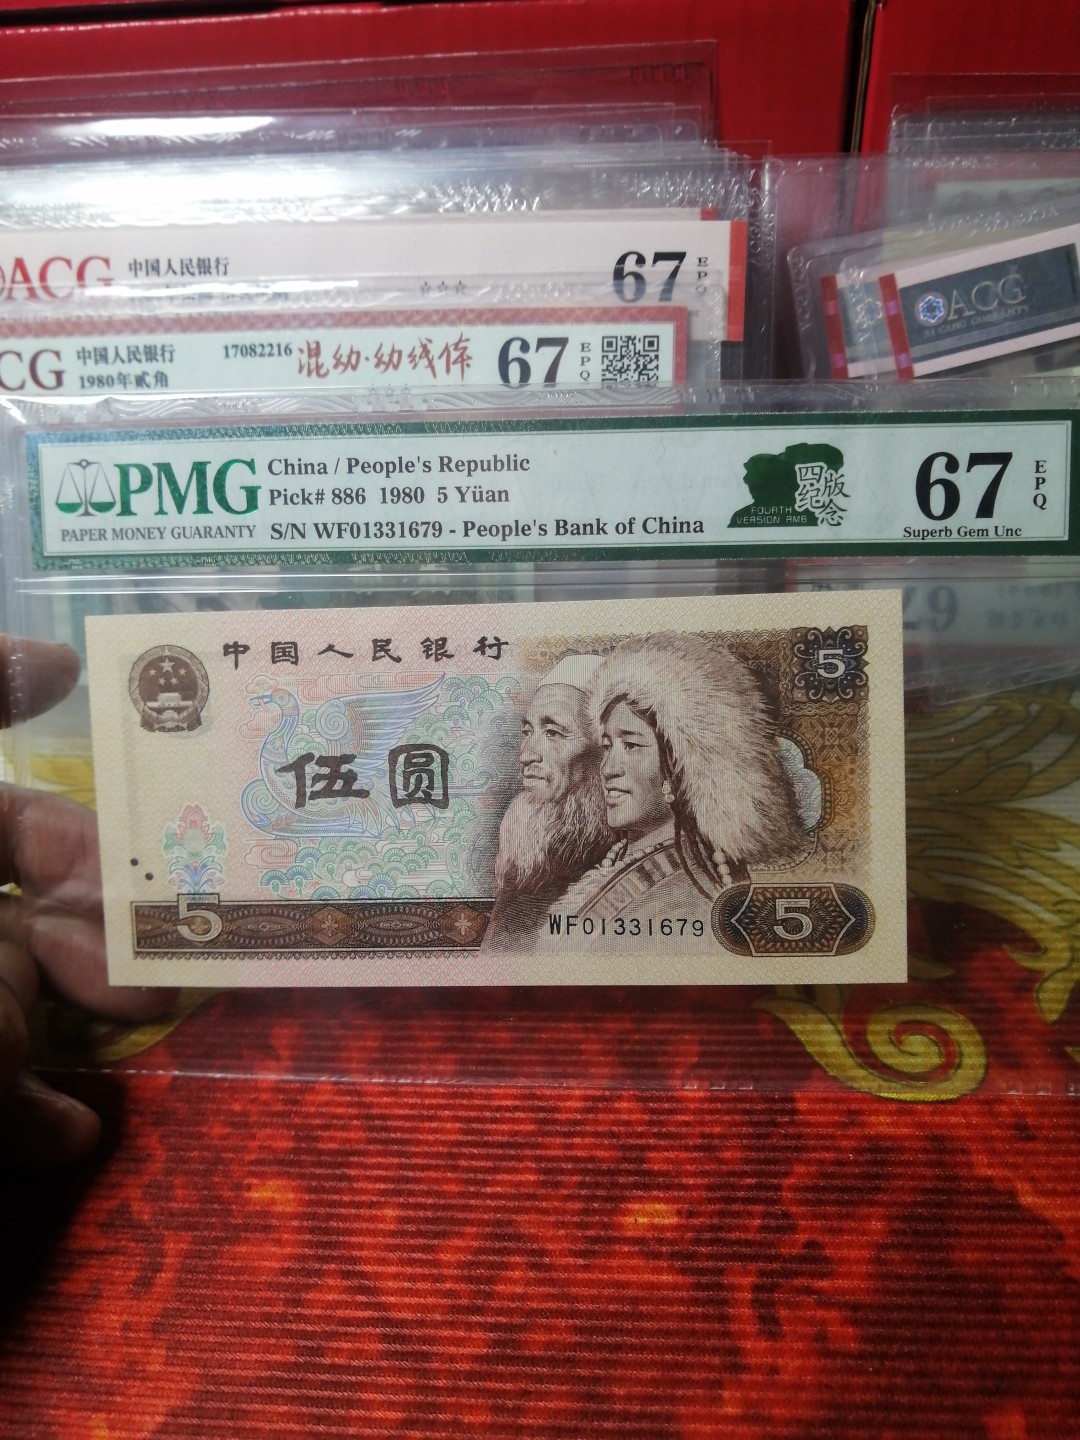 ACG
中国人民银行
67
EPQ
CG
中国人民银行
1980年贰角
17082216
混幼·幼线体
67
EPQ
ACG
PMG
PAPER MONEY GUARANTY
China / People's Republic
Pick# 886 1980 5 Yüan
S/N WF01331679 - People's Bank of China
四版纪念
FOURTH
VERSION RMB
67
EPQ
Superb Gem Unc
67
中国人民银行
5
伍圆
5
WF01331679
5